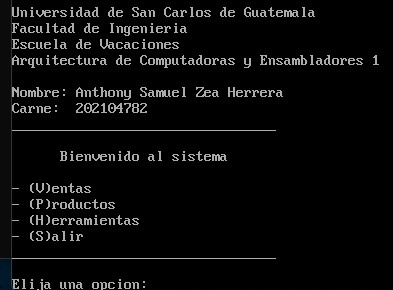 Universidad de San Carlos de Guatemala
Facultad de Ingenieria
Escuela de Vacaciones
Arquitectura de Computadoras y Ensambladores 1
Nombre: Anthony Samuel Zea Herrera
Carne:  202104782
Bienvenido al sistema
- (V)entas
- (P)roductos
- (H)erramientas
- (S)alir
Elija una opcion: